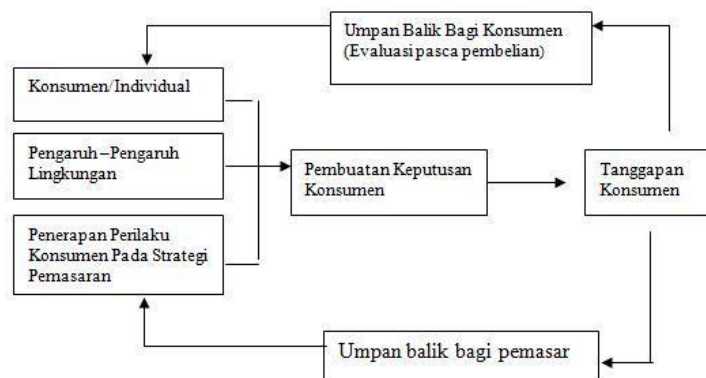 Umpan Balik Bagi Konsumen
(Evaluasi pasca pembelian)
Konsumen/Individual
Pengaruh–Pengaruh
Lingkungan
Pembuatan Keputusan
Konsumen
Tanggapan
Konsumen
Penerapan Perilaku
Konsumen Pada Strategi
Pemasaran
Umpan balik bagi pemasar